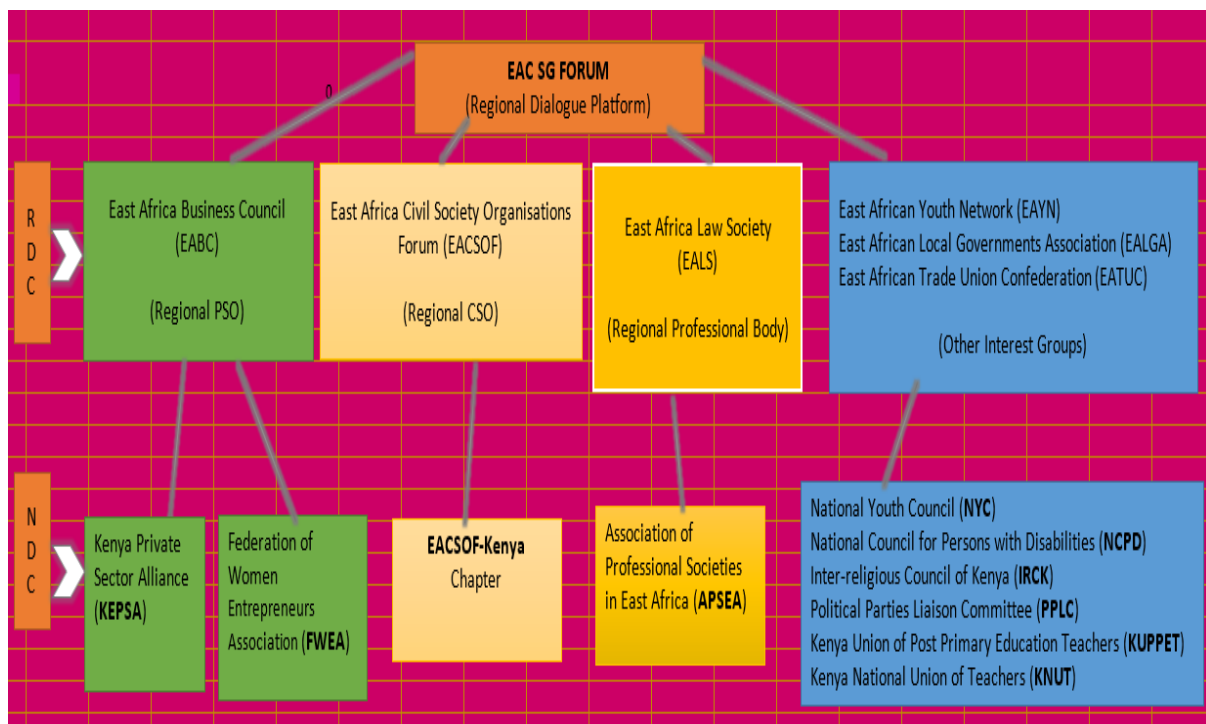 EAC SG FORUM
(Regional Dialogue Platform)
0
R
D
C
East Africa Business Council
(EABC)
(Regional PSO)
East Africa Civil Society Organisations
Forum (EACSOF)
(Regional CSO)
East Africa Law Society
(EALS)
(Regional Professional Body)
East African Youth Network (EAYN)
East African Local Governments Association (EALGA)
East African Trade Union Confederation (EATUC)
(Other Interest Groups)
N
D
C
Kenya Private
Sector Alliance
(KEPSA)
Federation of
Women
Entrepreneurs
Association (FWEA)
EACSOF-Kenya
Chapter
Association of
Professional Societies
in East Africa (APSEA)
National Youth Council (NYC)
National Council for Persons with Disabilities (NCPD)
Inter-religious Council of Kenya (IRCK)
Political Parties Liaison Committee (PPLC)
Kenya Union of Post Primary Education Teachers (KUPPET)
Kenya National Union of Teachers (KNUT)